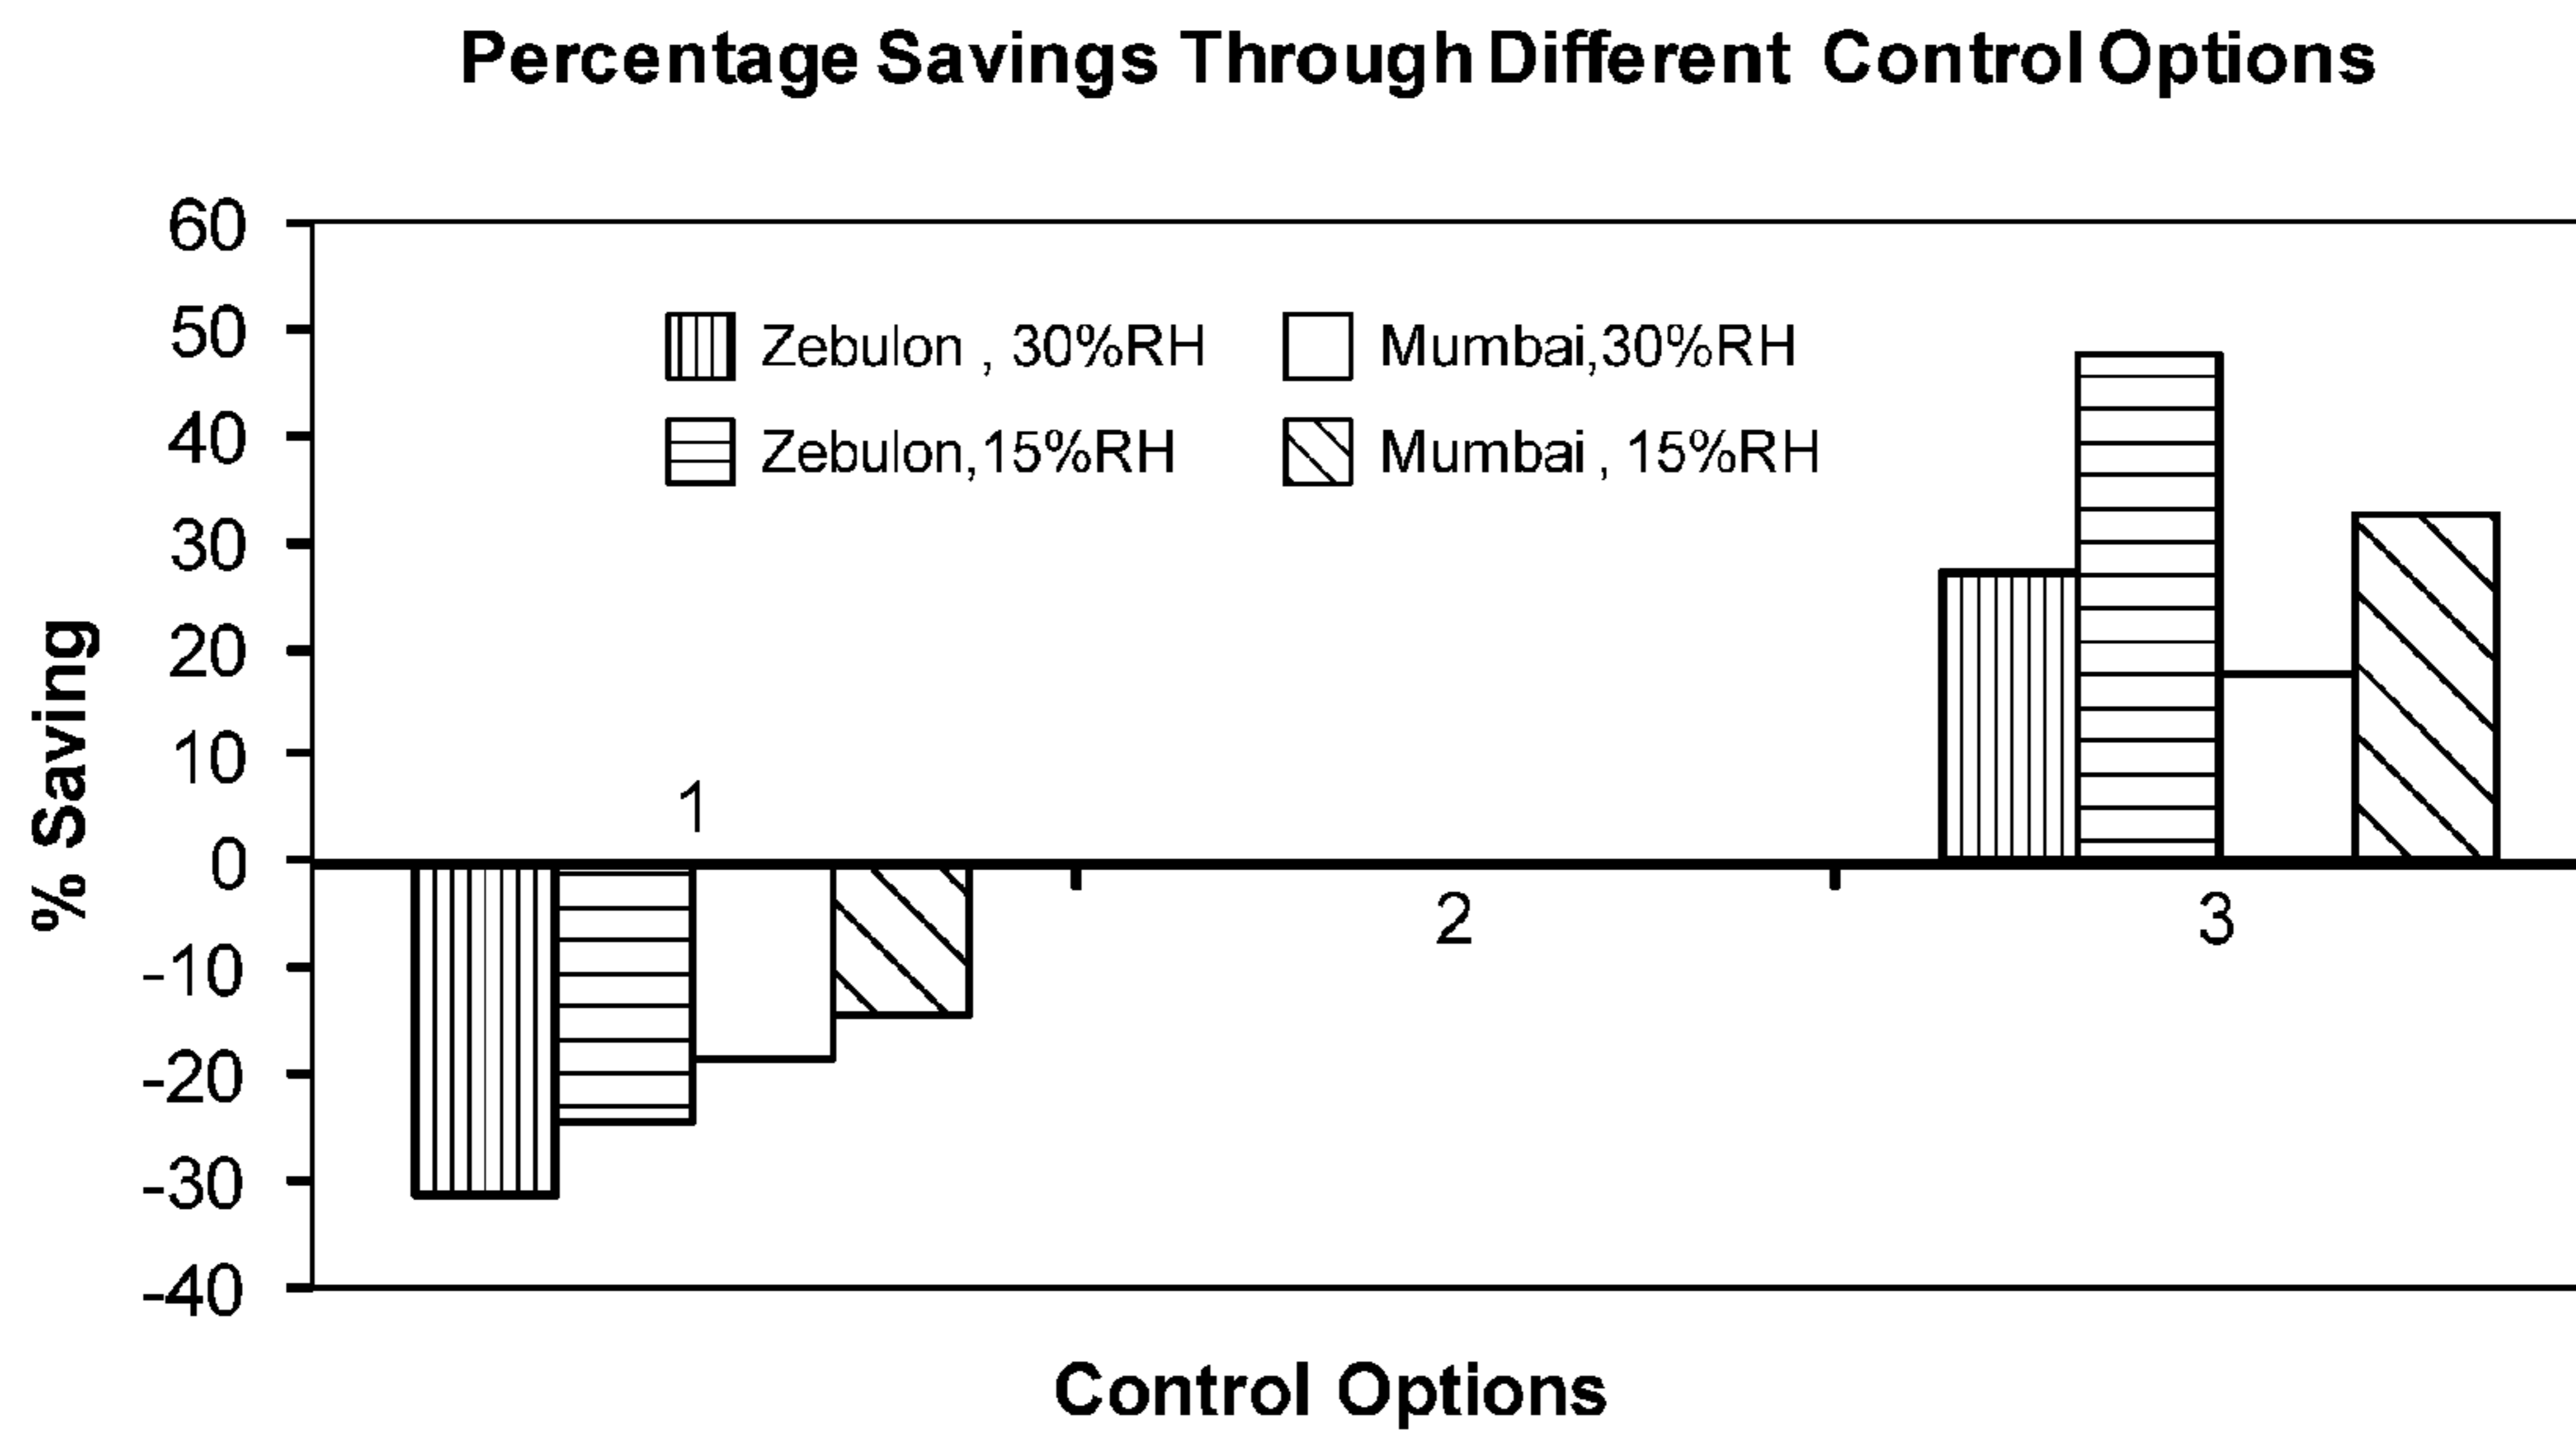 Percentage Savings Through Different Control Options
60
50
40
30
20
10
0
-10
-20
-30
-40
% Saving
Zebulon , 30%RH
Mumbai,30%RH
Zebulon,15%RH
Mumbai , 15%RH
1
2
3
Control Options